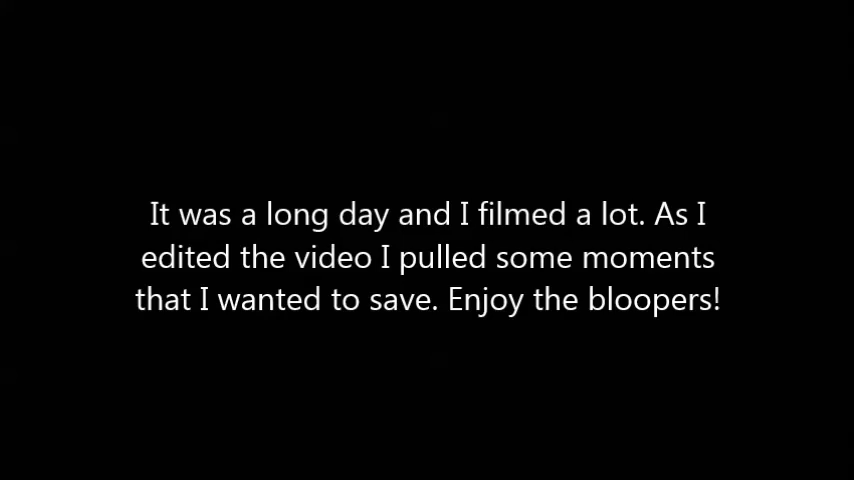 It was a long day and I filmed a lot. As I
edited the video I pulled some moments
that I wanted to save. Enjoy the bloopers!